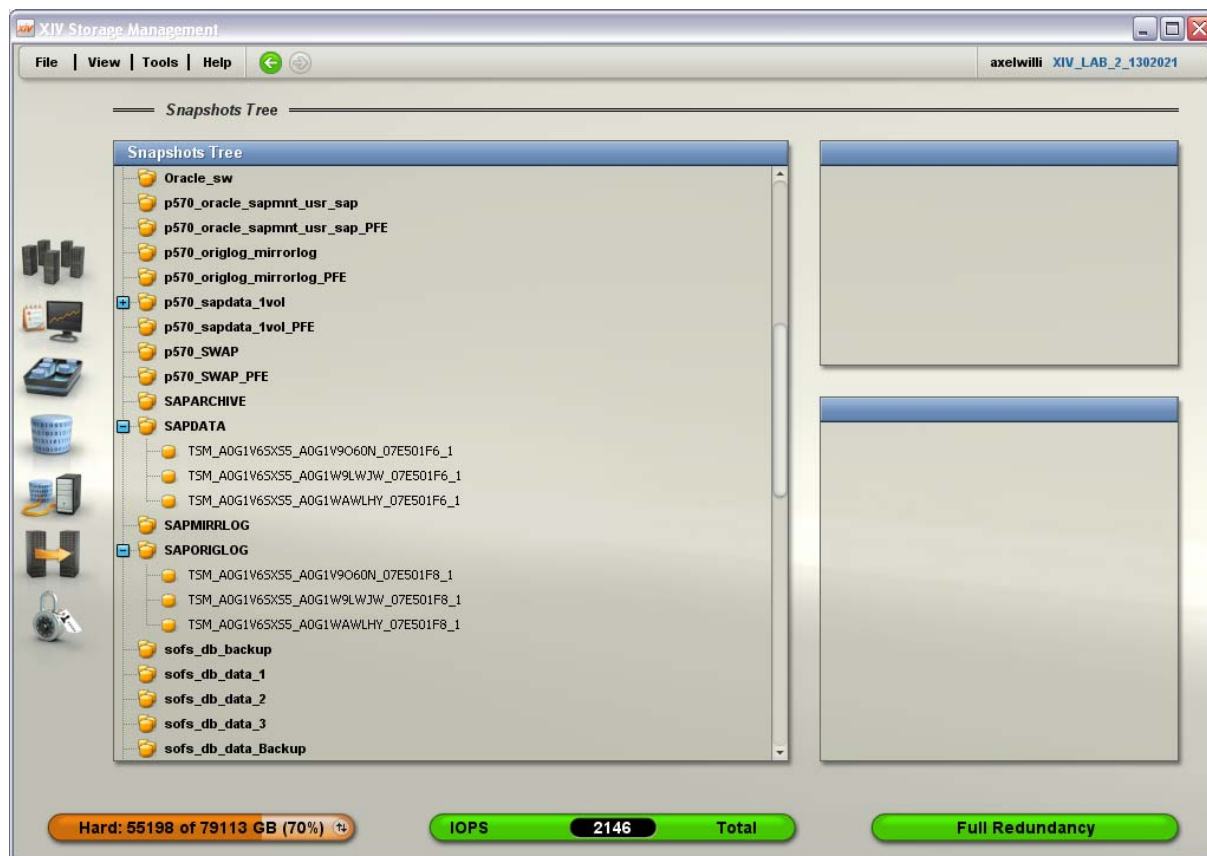 XIV XIV Storage Management
File | View | Tools | Help
axelwilli XIV_LAB_2_1302021
Snapshots Tree
Snapshots Tree
Oracle_sw
p570_oracle_sapmnt_usr_sap
p570_oracle_sapmnt_usr_sap_PFE
p570_origlog_mirrorlog
p570_origlog_mirrorlog_PFE
p570_sapdata_1vol
p570_sapdata_1vol_PFE
p570_SWAP
p570_SWAP_PFE
SAPARCHIVE
SAPDATA
TSM_A0G1V6SXS5_A0G1V9O60N_07E501F6_1
TSM_A0G1V6SXS5_A0G1W9LWJW_07E501F6_1
TSM_A0G1V6SXS5_A0G1WAWLHY_07E501F6_1
SAPMIRRLOG
SAPORIGLOG
TSM_A0G1V6SXS5_A0G1V9O60N_07E501F8_1
TSM_A0G1V6SXS5_A0G1W9LWJW_07E501F8_1
TSM_A0G1V6SXS5_A0G1WAWLHY_07E501F8_1
sofs_db_backup
sofs_db_data_1
sofs_db_data_2
sofs_db_data_3
sofs_db_data_Backup
Hard: 55198 of 79113 GB (70%)
IOPS 2146 Total
Full Redundancy